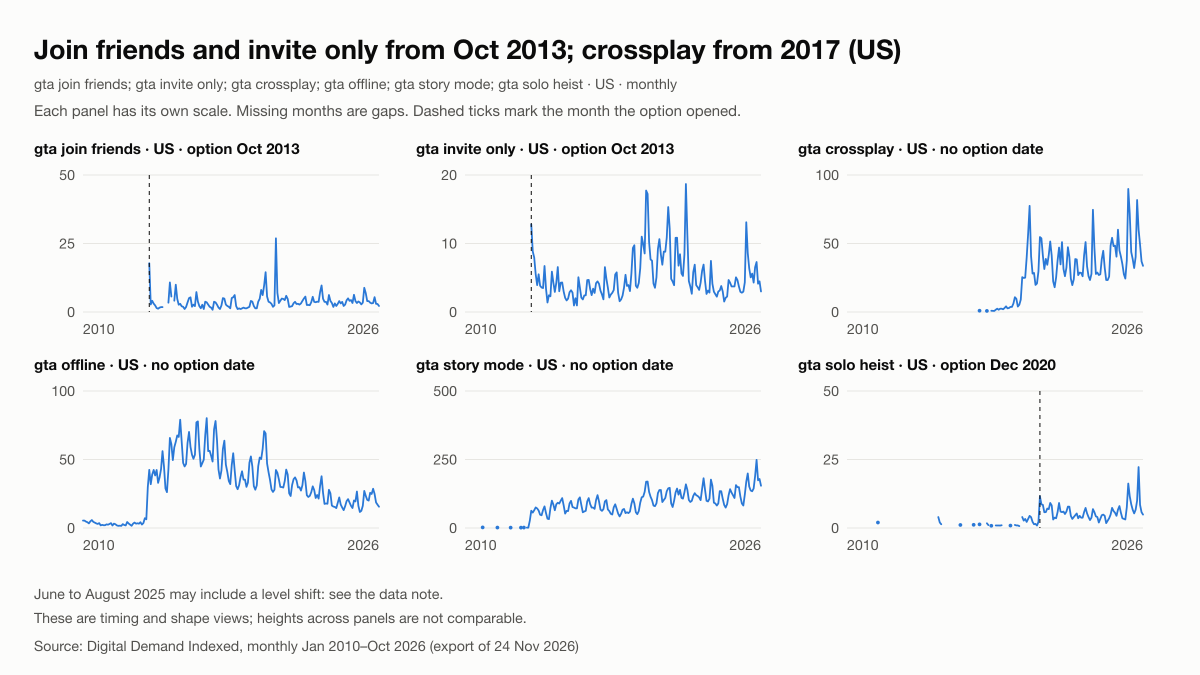 Join friends and invite only from Oct 2013; crossplay from 2017 (US)
gta join friends; gta invite only; gta crossplay; gta offline; gta story mode; gta solo heist · US · monthly
Each panel has its own scale. Missing months are gaps. Dashed ticks mark the month the option opened.
gta join friends · US · option Oct 2013
50
25
0
2010
2026
gta invite only · US · option Oct 2013
20
10
0
2010
2026
gta crossplay · US · no option date
100
50
0
2010
2026
gta offline · US · no option date
100
50
0
2010
2026
gta story mode · US · no option date
500
250
0
2010
2026
gta solo heist · US · option Dec 2020
50
25
0
2010
2026
June to August 2025 may include a level shift: see the data note.
These are timing and shape views; heights across panels are not comparable.
Source: Digital Demand Indexed, monthly Jan 2010–Oct 2026 (export of 24 Nov 2026)